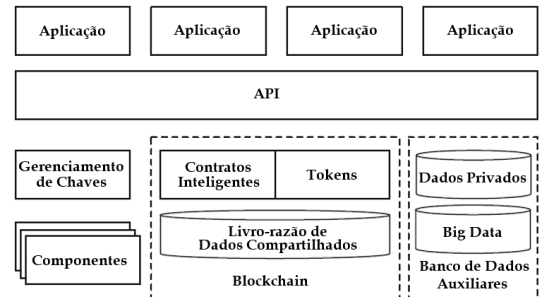 Aplicação
Aplicação
Aplicação
Aplicação
API
Gerenciamento
de Chaves
Contratos
Inteligentes
Tokens
Dados Privados
Livro-razão de
Dados Compartilhados
Big Data
Componentes
Blockchain
Banco de Dados
Auxiliares